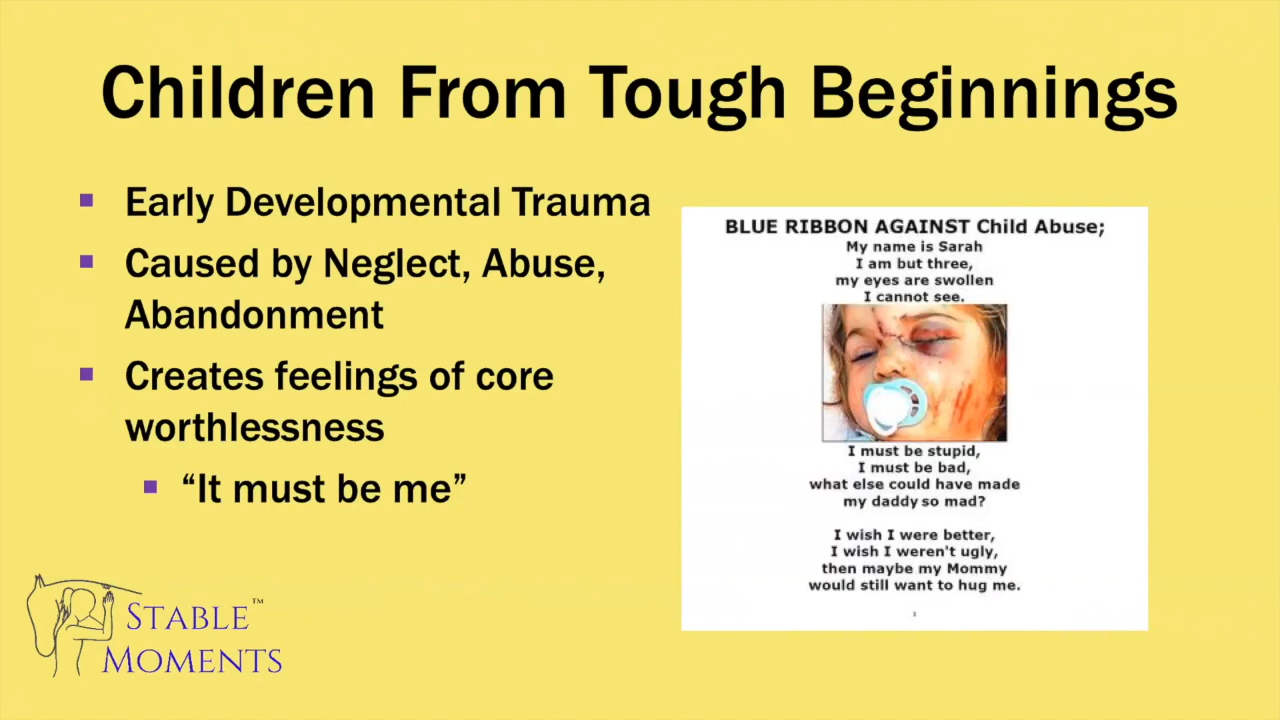 Children From Tough Beginnings
Early Developmental Trauma
Caused by Neglect, Abuse,
Abandonment
Creates feelings of core
worthlessness
“It must be me”
BLUE RIBBON AGAINST Child Abuse;
My name is Sarah
I am but three,
my eyes are swollen
I cannot see.
I must be stupid,
I must be bad,
what else could have made
my daddy so mad?
I wish I were better,
I wish I weren't ugly,
then maybe my Mommy
would still want to hug me.
STABLE™
MOMENTS